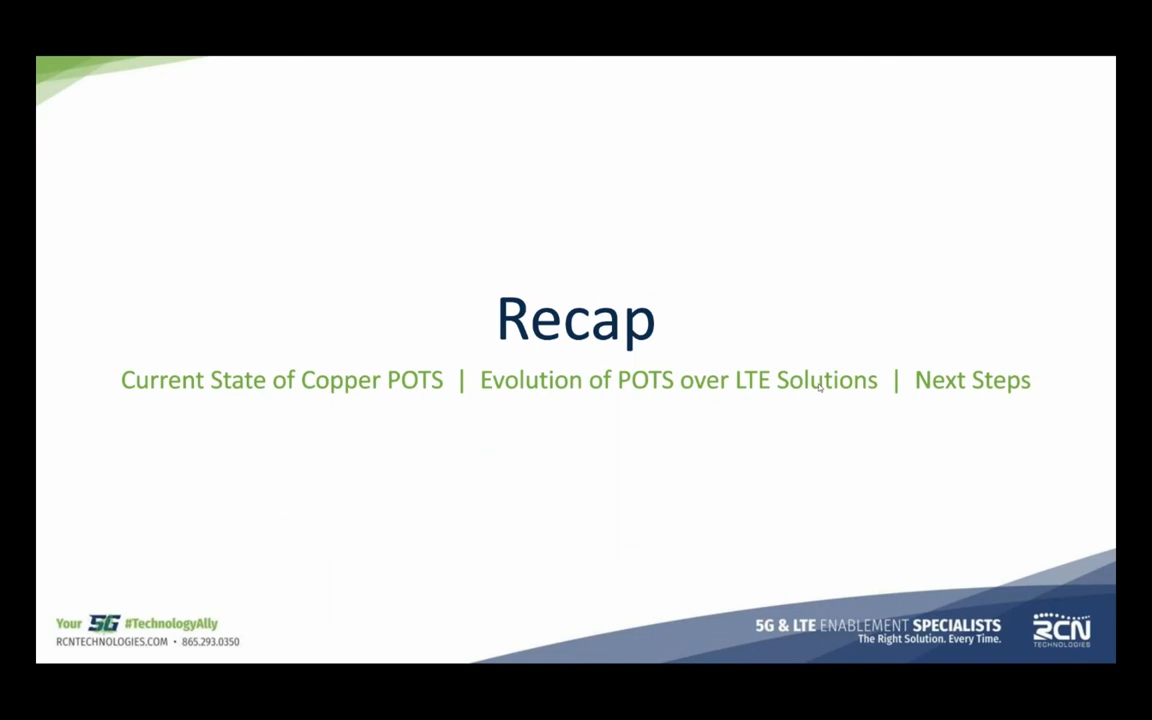 Recap
Current State of Copper POTS | Evolution of POTS over LTE Solutions | Next Steps
Your 5G #TechnologyAlly
RCNTECHNOLOGIES.COM • 865.293.0350
5G & LTE ENABLEMENT SPECIALISTS
The Right Solution. Every Time.
RCN
TECHNOLOGIES